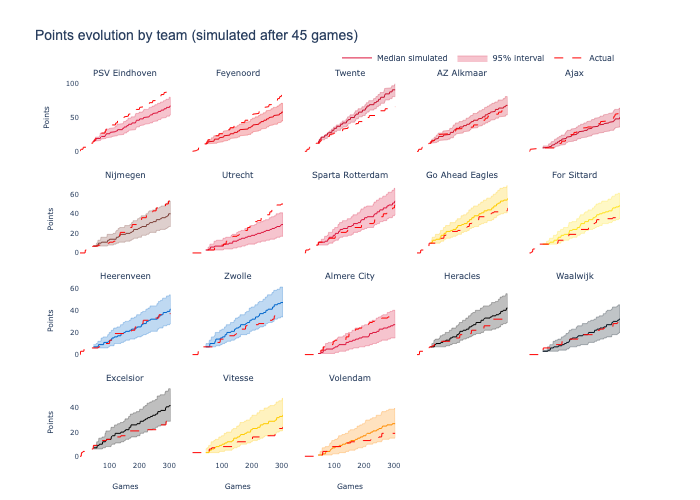 Points evolution by team (simulated after 45 games)
Median simulated 95% interval Actual
PSV Eindhoven Feyenoord Twente AZ Alkmaar Ajax
100
50
0
Points
Nijmegen Utrecht Sparta Rotterdam Go Ahead Eagles For Sittard
60
40
20
0
Points
Heerenveen Zwolle Almere City Heracles Waalwijk
60
40
20
0
Points
Excelsior Vitesse Volendam
40
20
0
Points
100 200 300 100 200 300 100 200 300
Games Games Games